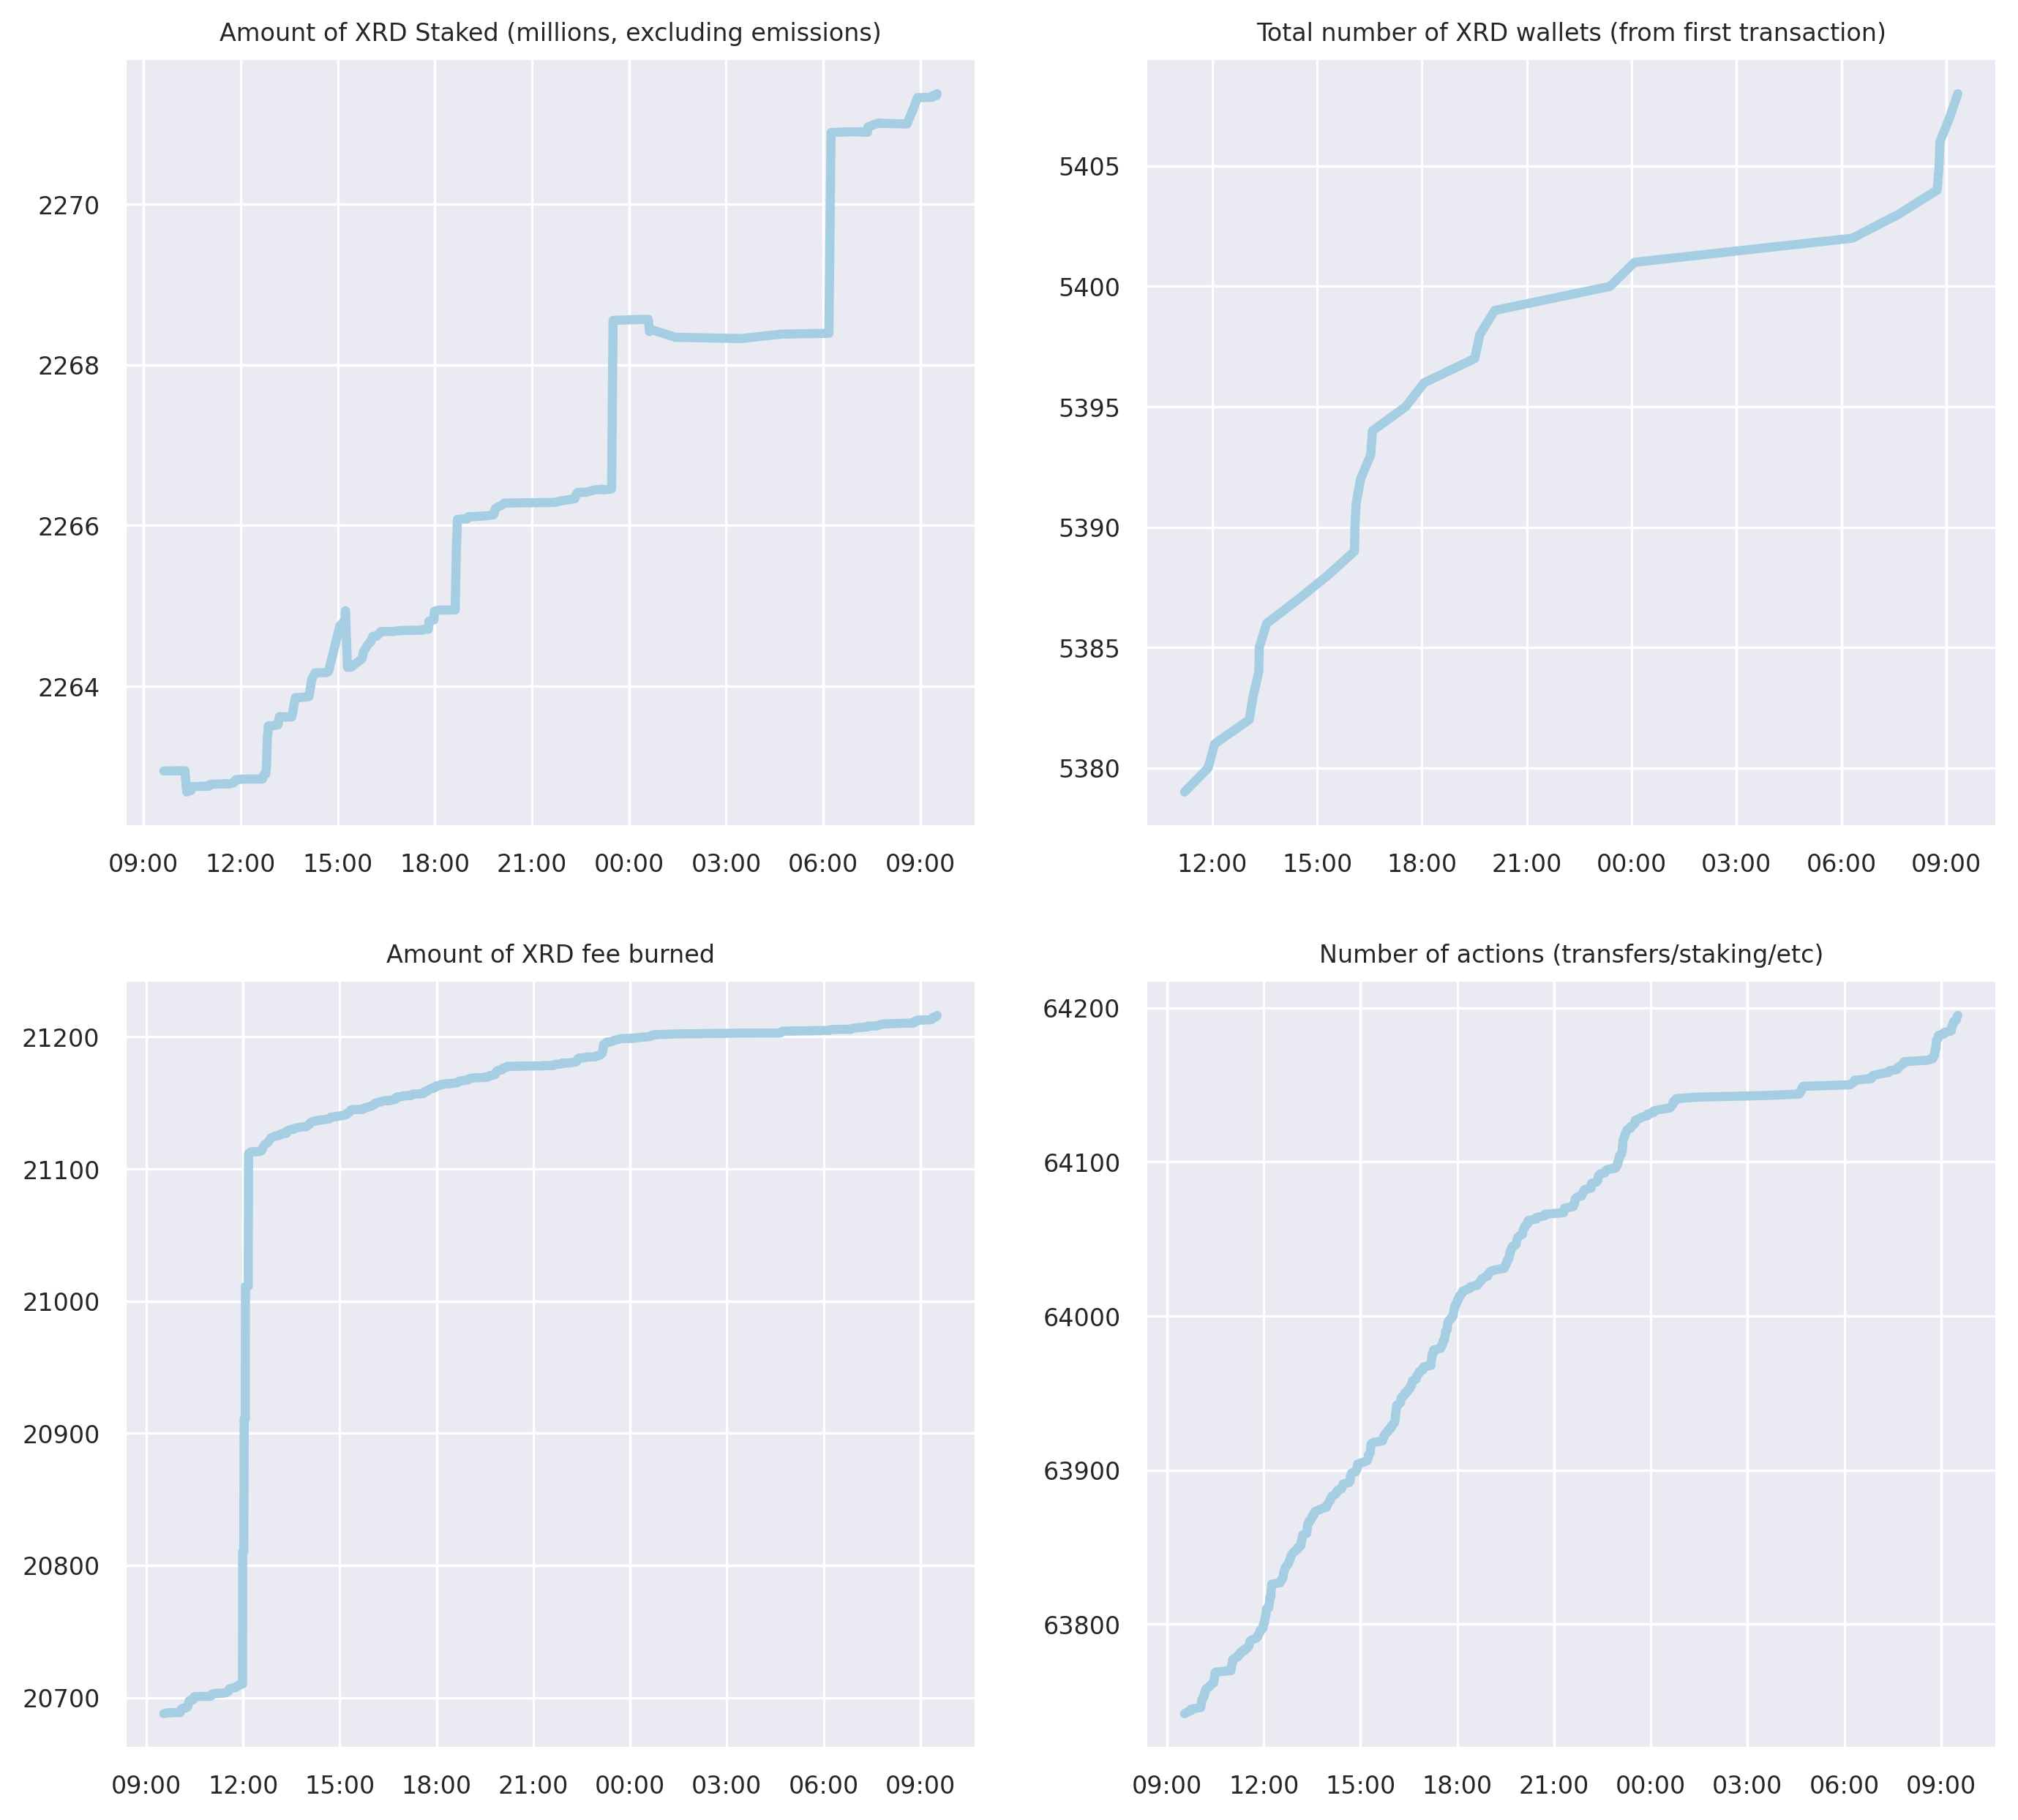 Amount of XRD Staked (millions, excluding emissions)
2270
2268
2266
2264
09:00 12:00 15:00 18:00 21:00 00:00 03:00 06:00 09:00
Total number of XRD wallets (from first transaction)
5405
5400
5395
5390
5385
5380
12:00 15:00 18:00 21:00 00:00 03:00 06:00 09:00
Amount of XRD fee burned
21200
21100
21000
20900
20800
20700
09:00 12:00 15:00 18:00 21:00 00:00 03:00 06:00 09:00
Number of actions (transfers/staking/etc)
64200
64100
64000
63900
63800
09:00 12:00 15:00 18:00 21:00 00:00 03:00 06:00 09:00